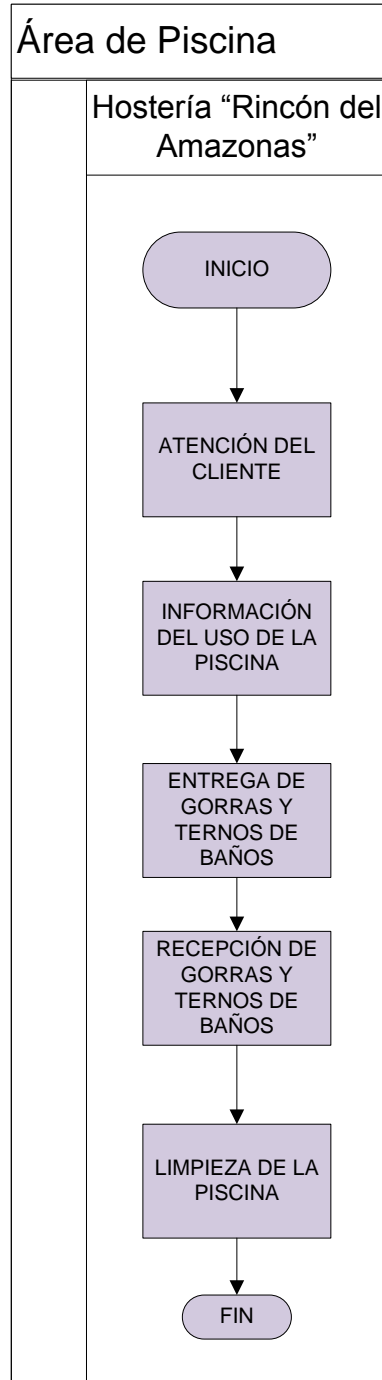 Área de Piscina
Hostería “Rincón del
Amazonas”
INICIO
ATENCIÓN DEL
CLIENTE
INFORMACIÓN
DEL USO DE LA
PISCINA
ENTREGA DE
GORRAS Y
TERNOS DE
BAÑOS
RECEPCIÓN DE
GORRAS Y
TERNOS DE
BAÑOS
LIMPIEZA DE LA
PISCINA
FIN